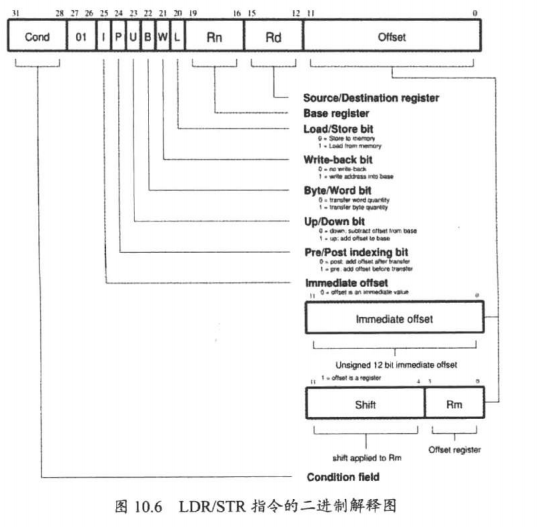 31 28 27 26 25 24 23 22 21 20 19 16 15 12 11 0
Cond 01 I P U B W L Rn Rd Offset
Source/Destination register
Base register
Load/Store bit
0 = Store to memory
1 = Load from memory
Write-back bit
0 = no write-back
1 = write address into base
Byte/Word bit
0 = transfer word quantity
1 = transfer byte quantity
Up/Down bit
0 = down; subtract offset from base
1 = up; add offset to base
Pre/Post indexing bit
0 = post; add offset after transfer
1 = pre; add offset before transfer
Immediate offset
0 = offset is an immediate value
11 0
Immediate offset
Unsigned 12 bit immediate offset
1 = offset is a register
11 4 3 0
Shift Rm
shift applied to Rm Offset register
Condition field
图 10.6 LDR/STR 指令的二进制解释图